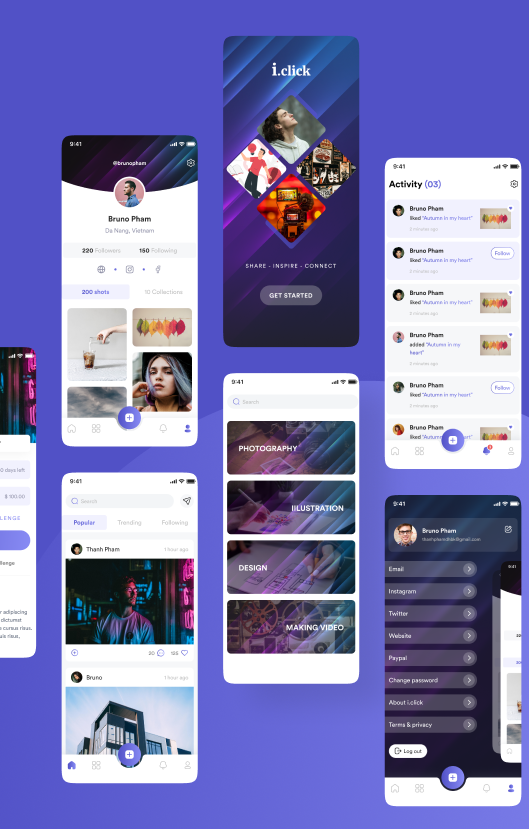 9:41
@brunopham
Bruno Pham
Da Nang, Vietnam
220 Followers
150 Following
200 shots
10 Collections
i.click
SHARE - INSPIRE - CONNECT
GET STARTED
9:41
Activity (03)
Bruno Pham
liked "Autumn in my heart"
2 minutes ago
Bruno Pham
liked "Autumn in my heart"
2 minutes ago
Follow
Bruno Pham
liked "Autumn in my heart"
2 minutes ago
Bruno Pham
added "Autumn in my
heart"
2 minutes ago
Bruno Pham
liked "Autumn in my heart"
2 minutes ago
Follow
Bruno Pham
liked "Autumn
0 days left
$ 100.00
LENGE
llenge
r adipiscing
dictumst
s cursus risus,
uis risus,
9:41
Search
Popular
Trending
Following
Thanh Pham
1 hour ago
20
125
Bruno
1 hour ago
9:41
Search
PHOTOGRAPHY
IILUSTRATION
DESIGN
MAKING VIDEO
9:41
Bruno Pham
Email
Instagram
Twitter
Website
Paypal
Change password
About i.click
Terms & privacy
Log out
9:41